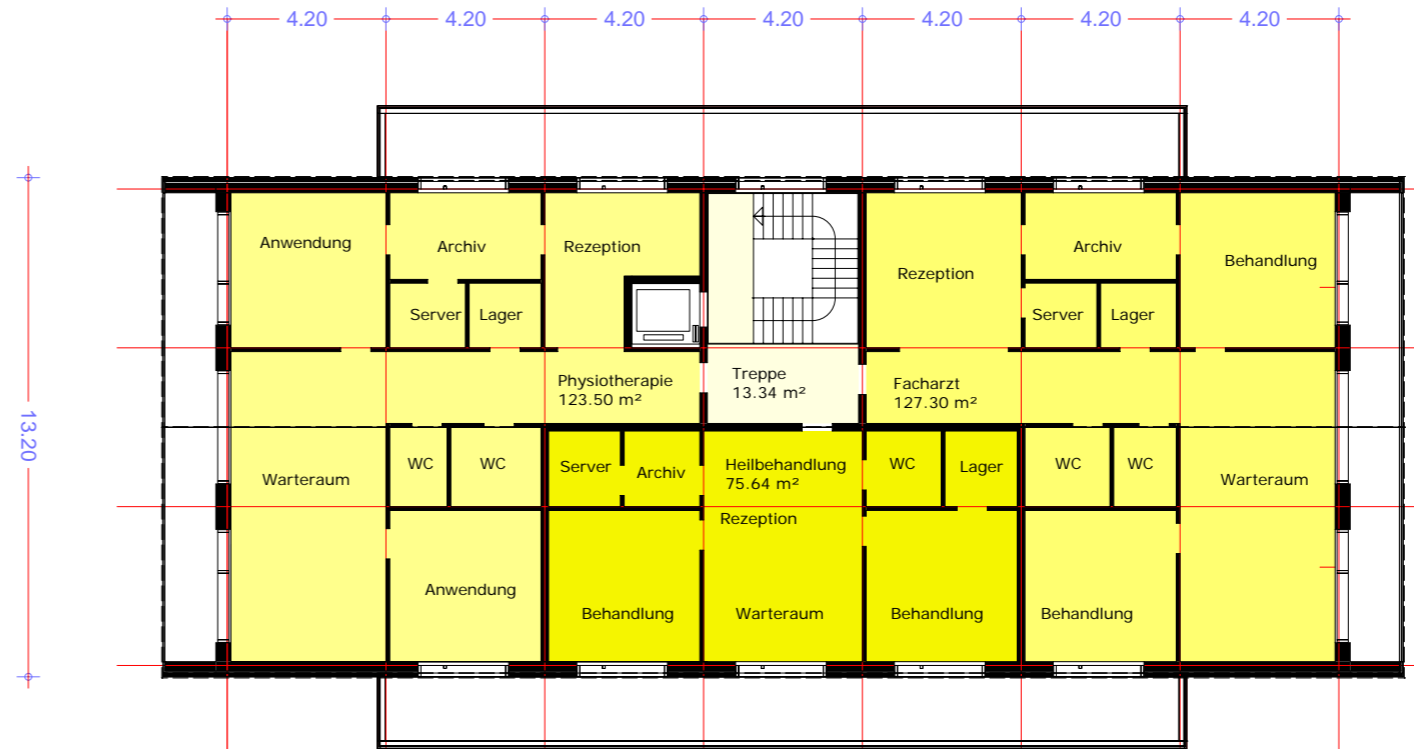 4.20 4.20 4.20 4.20 4.20 4.20 4.20
13.20
Anwendung
Archiv
Rezeption
Server
Lager
Rezeption
Archiv
Behandlung
Server
Lager
Physiotherapie
123.50 m²
Treppe
13.34 m²
Facharzt
127.30 m²
Warteraum
WC
WC
Server
Archiv
Heilbehandlung
75.64 m²
Rezeption
WC
Lager
WC
WC
Warteraum
Anwendung
Behandlung
Warteraum
Behandlung
Behandlung